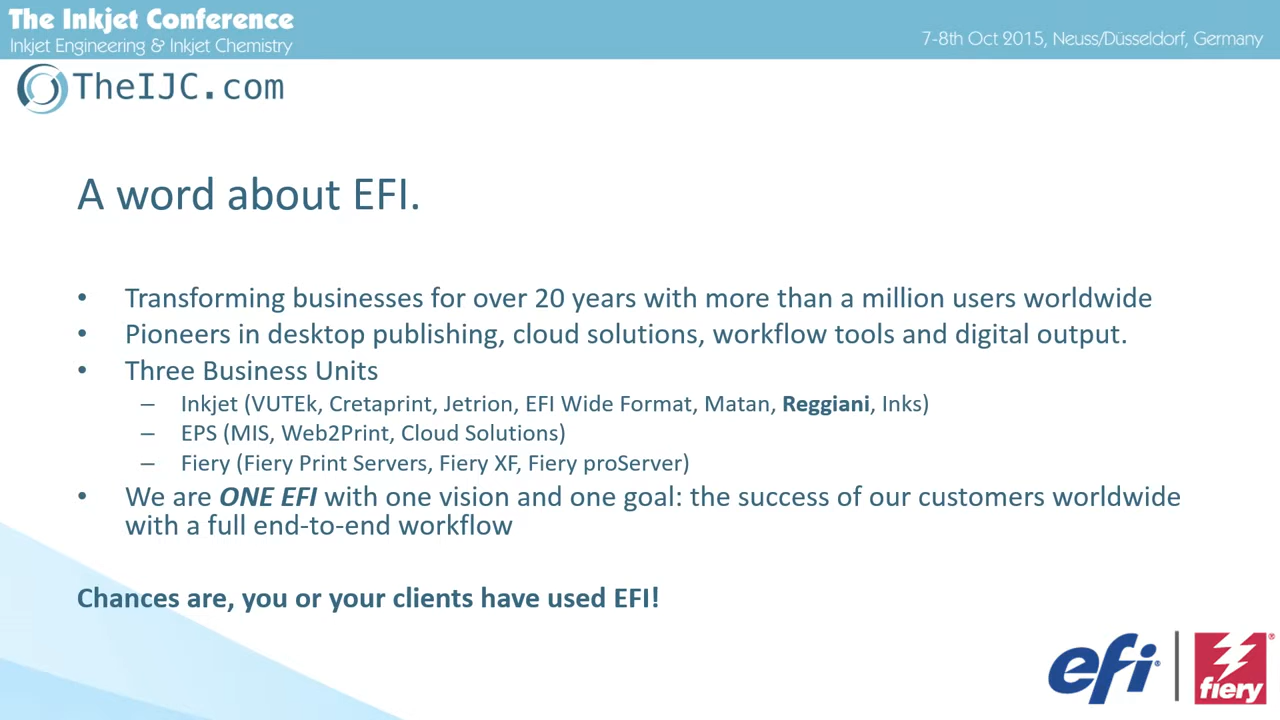 The Inkjet Conference
Inkjet Engineering & Inkjet Chemistry
7-8th Oct 2015, Neuss/Düsseldorf, Germany
TheIJC.com
A word about EFI.
• Transforming businesses for over 20 years with more than a million users worldwide
• Pioneers in desktop publishing, cloud solutions, workflow tools and digital output.
• Three Business Units
– Inkjet (VUTEk, Cretaprint, Jetrion, EFI Wide Format, Matan, Reggiani, Inks)
– EPS (MIS, Web2Print, Cloud Solutions)
– Fiery (Fiery Print Servers, Fiery XF, Fiery proServer)
• We are ONE EFI with one vision and one goal: the success of our customers worldwide
with a full end-to-end workflow
Chances are, you or your clients have used EFI!
efi®
fiery®